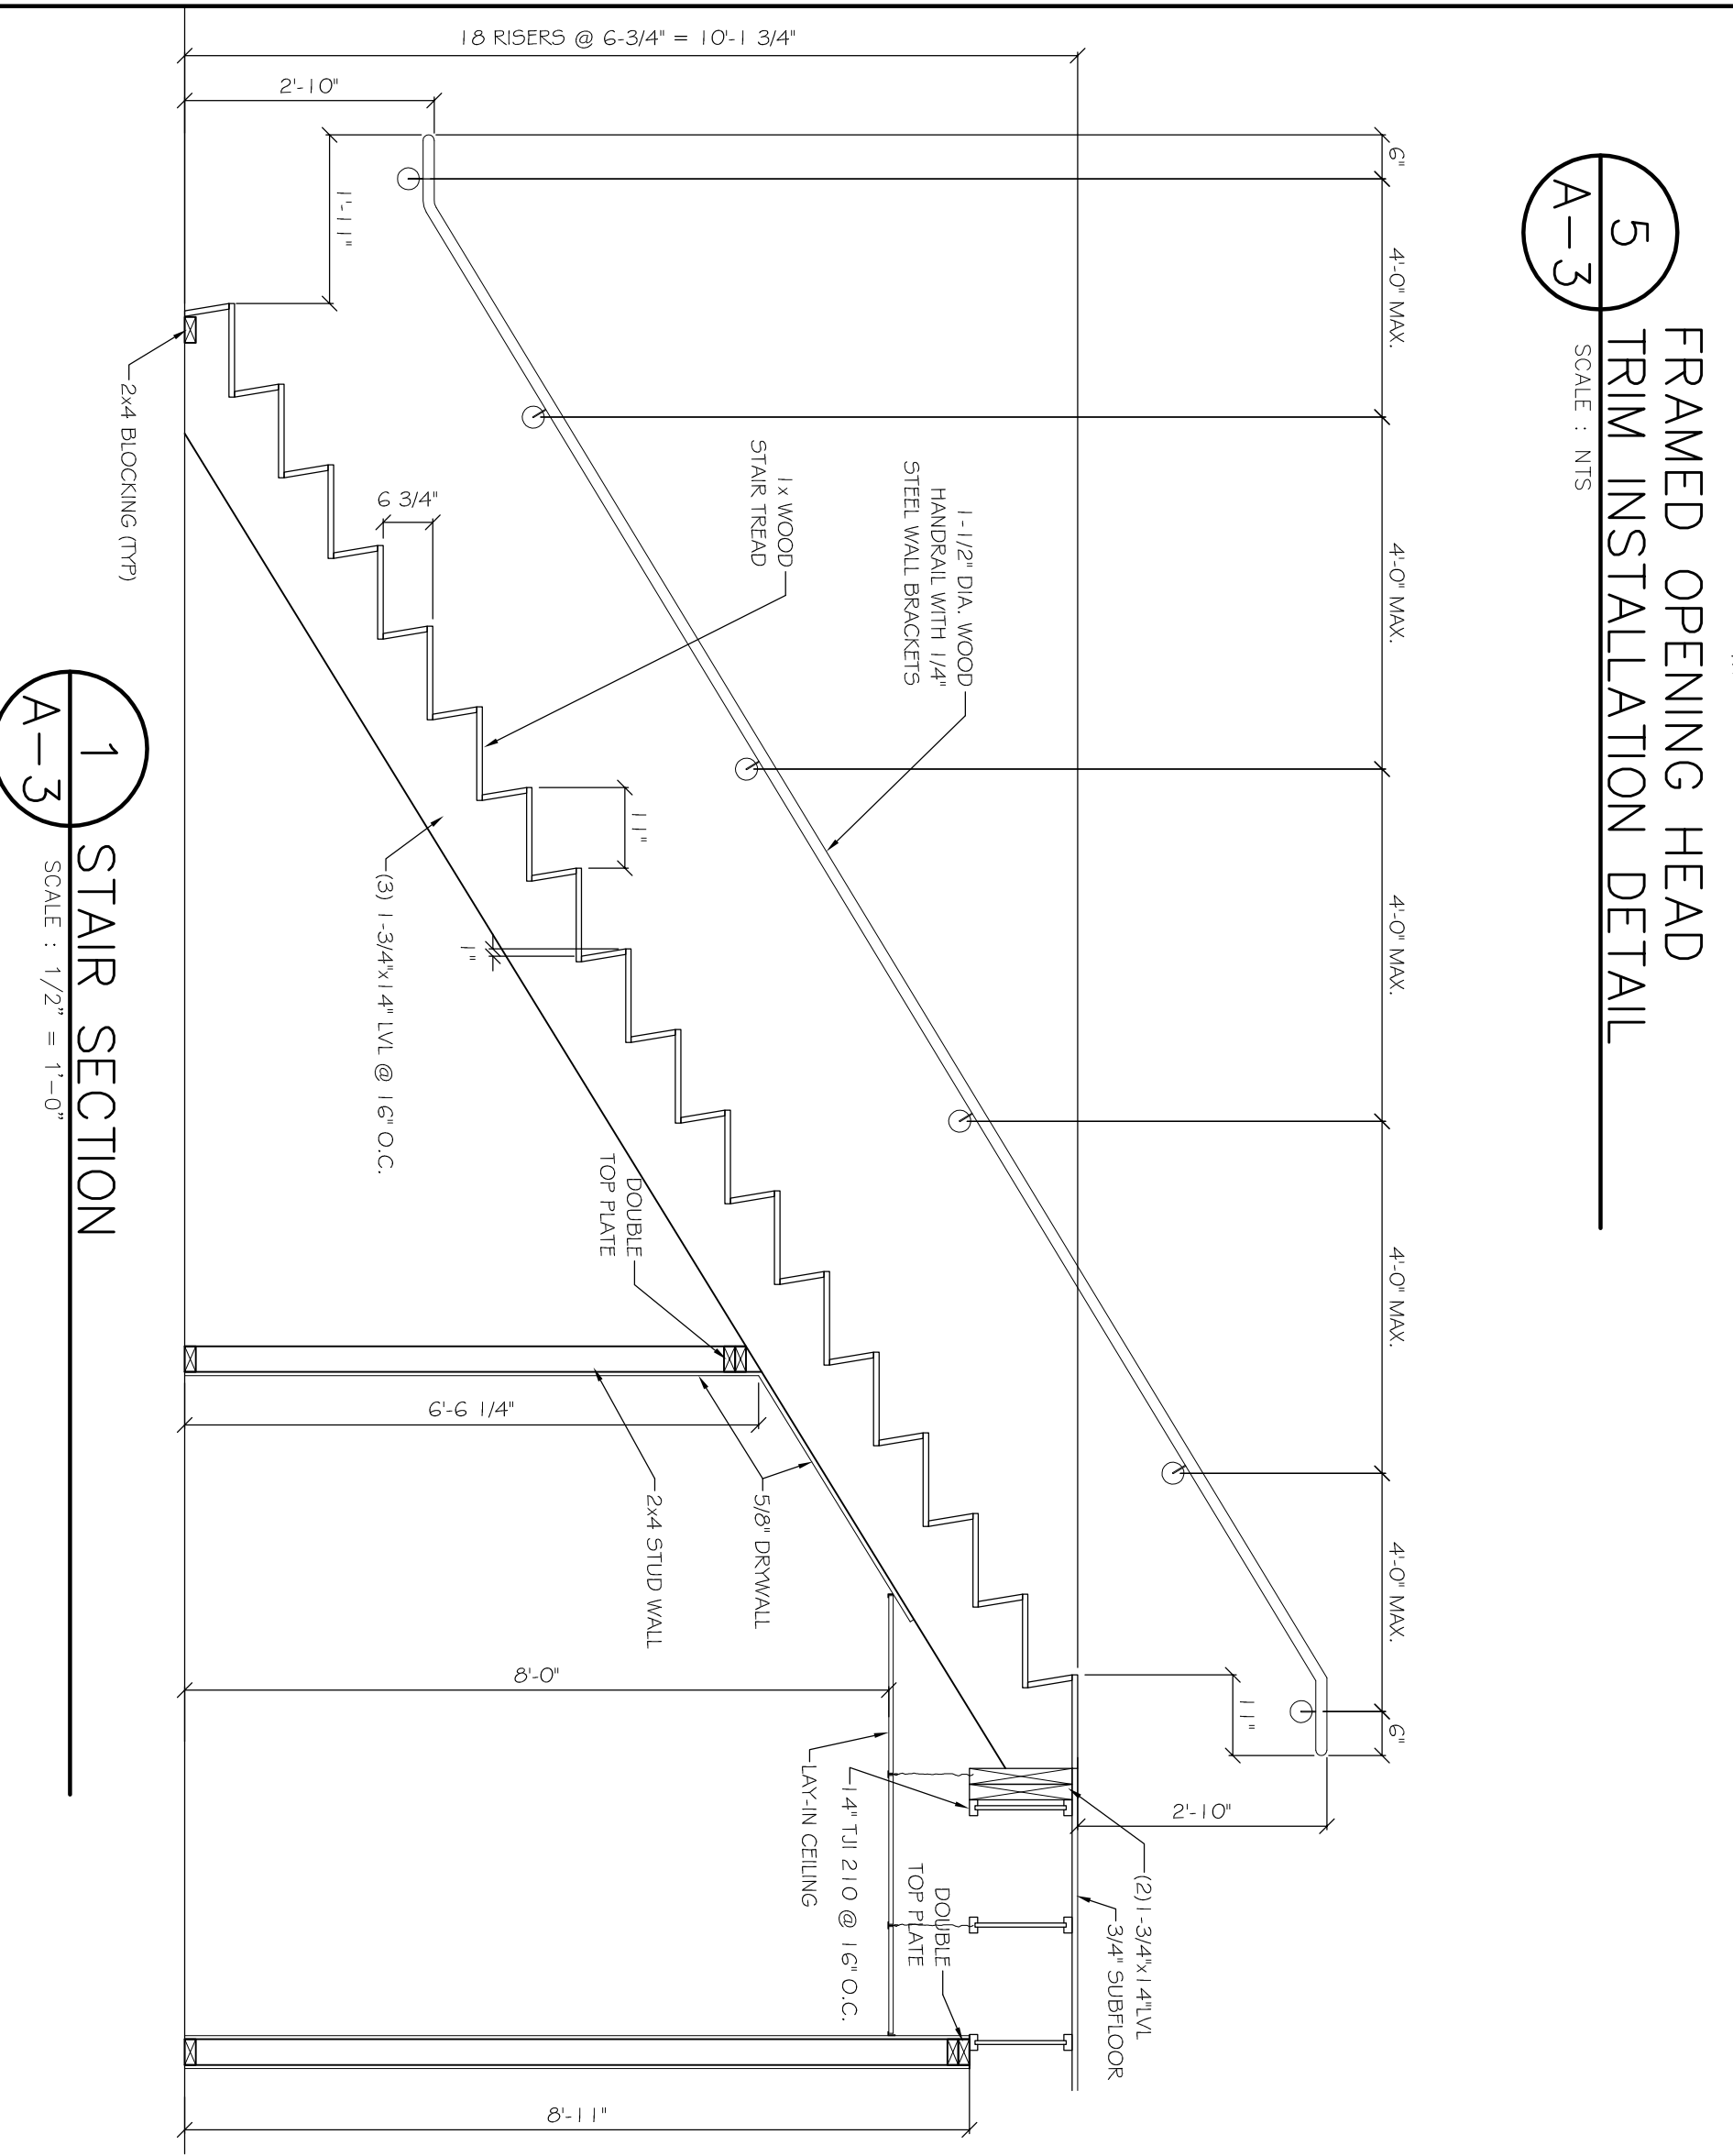 5
A-3
FRAMED OPENING HEAD
TRIM INSTALLATION DETAIL
SCALE : NTS
6"
4'-0" MAX.
4'-0" MAX.
4'-0" MAX.
4'-0" MAX.
4'-0" MAX.
6"
18 RISERS @ 6-3/4" = 10'-1 3/4"
2'-10"
1'-11"
1-1/2" DIA. WOOD
HANDRAIL WITH 1/4"
STEEL WALL BRACKETS
1x WOOD
STAIR TREAD
6 3/4"
11"
1"
11"
2'-10"
(2)1-3/4"x14"LVL
3/4" SUBFLOOR
DOUBLE
TOP PLATE
14" TJI 210 @ 16" O.C.
LAY-IN CEILING
5/8" DRYWALL
2x4 STUD WALL
DOUBLE
TOP PLATE
6'-6 1/4"
8'-0"
8'-11"
(3) 1-3/4"x14" LVL @ 16" O.C.
2x4 BLOCKING (TYP)
1
A-3
STAIR SECTION
SCALE : 1/2" = 1'-0"